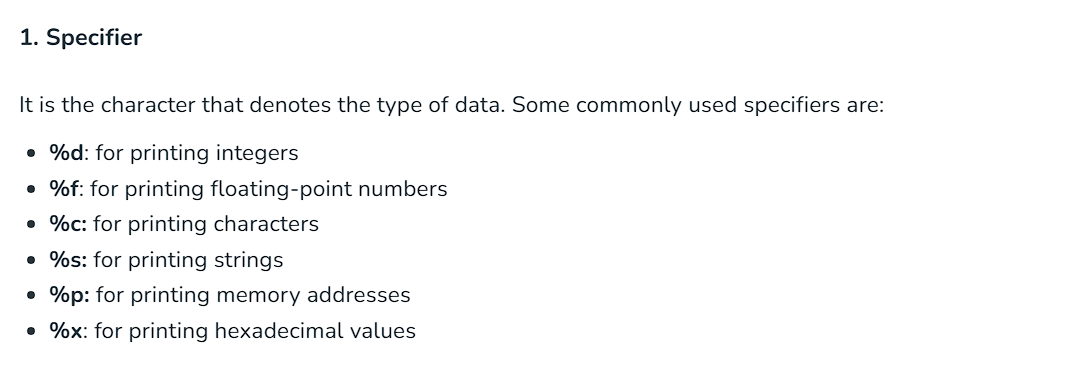 1. Specifier
It is the character that denotes the type of data. Some commonly used specifiers are:
• %d: for printing integers
• %f: for printing floating-point numbers
• %c: for printing characters
• %s: for printing strings
• %p: for printing memory addresses
• %x: for printing hexadecimal values